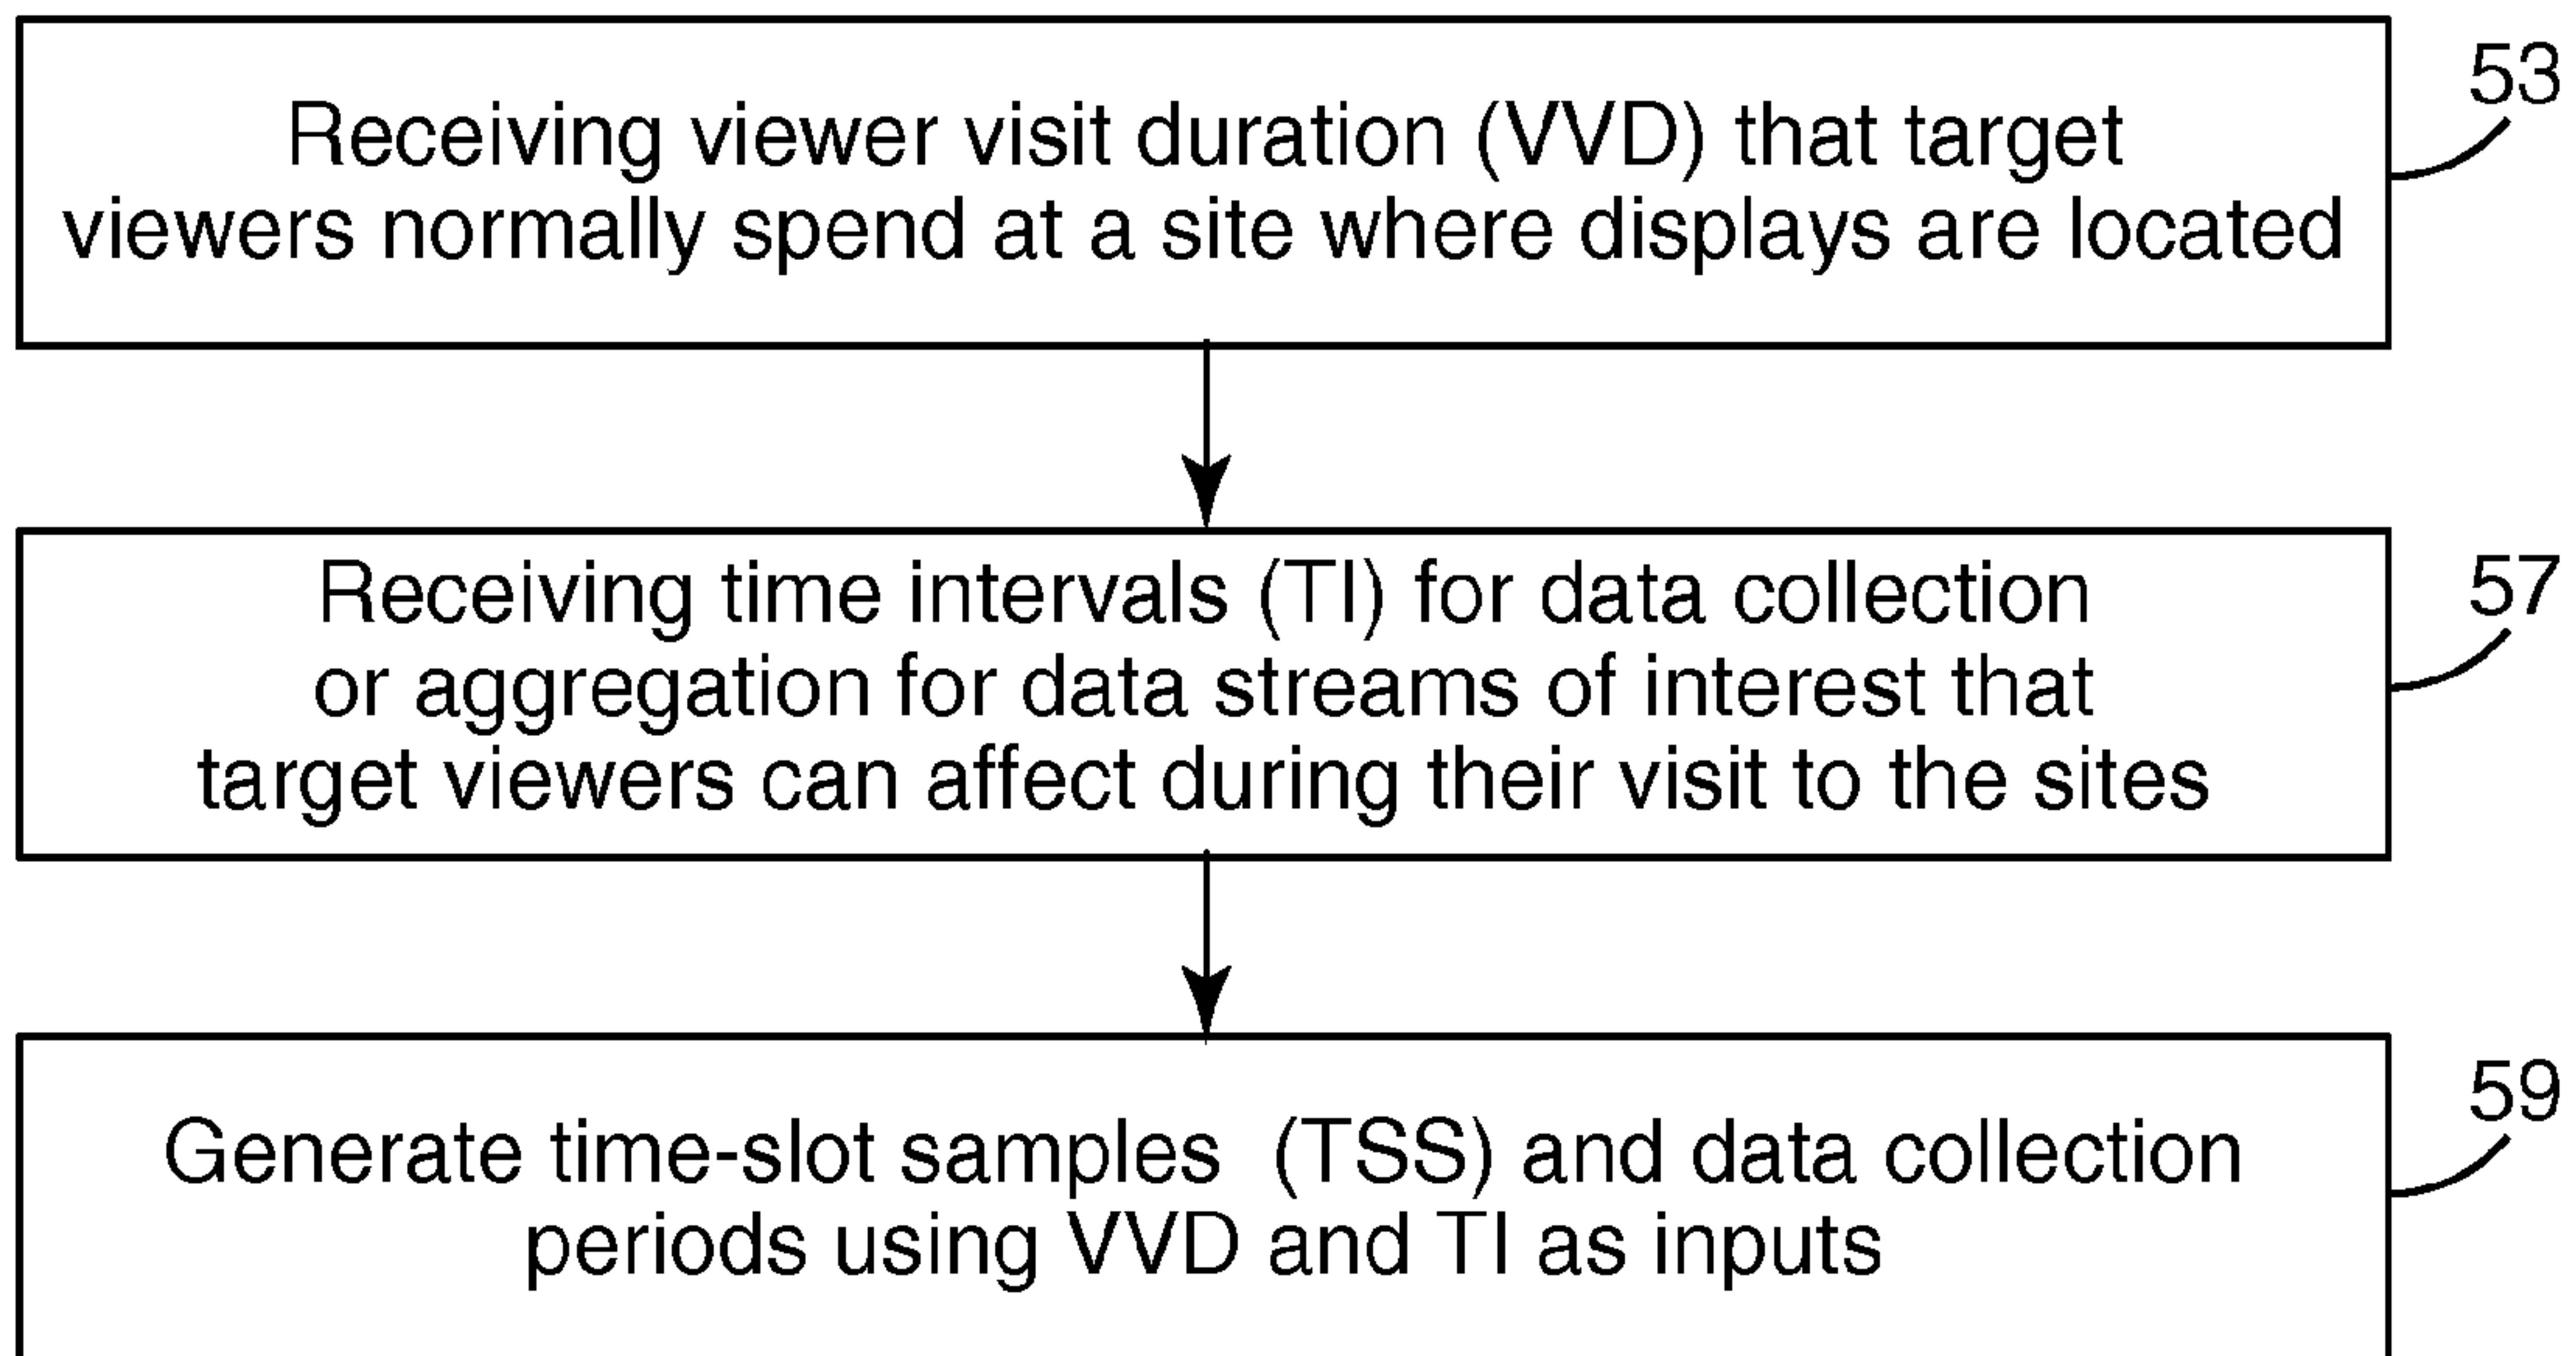 53
Receiving viewer visit duration (VVD) that target
viewers normally spend at a site where displays are located
57
Receiving time intervals (TI) for data collection
or aggregation for data streams of interest that
target viewers can affect during their visit to the sites
59
Generate time-slot samples (TSS) and data collection
periods using VVD and TI as inputs